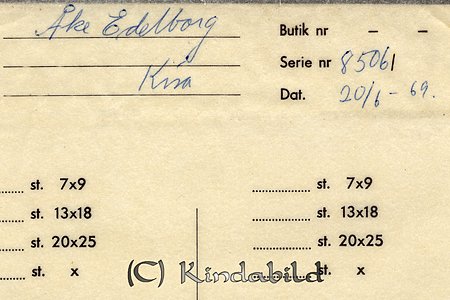 Åke Edelborg Butik nr – –
Kisa Serie nr 85061
Dat. 20/6 – 69.
st. 7x9 st. 7x9
st. 13x18 st. 13x18
st. 20x25 st. 20x25
st. x st. x
(C) Kindabild